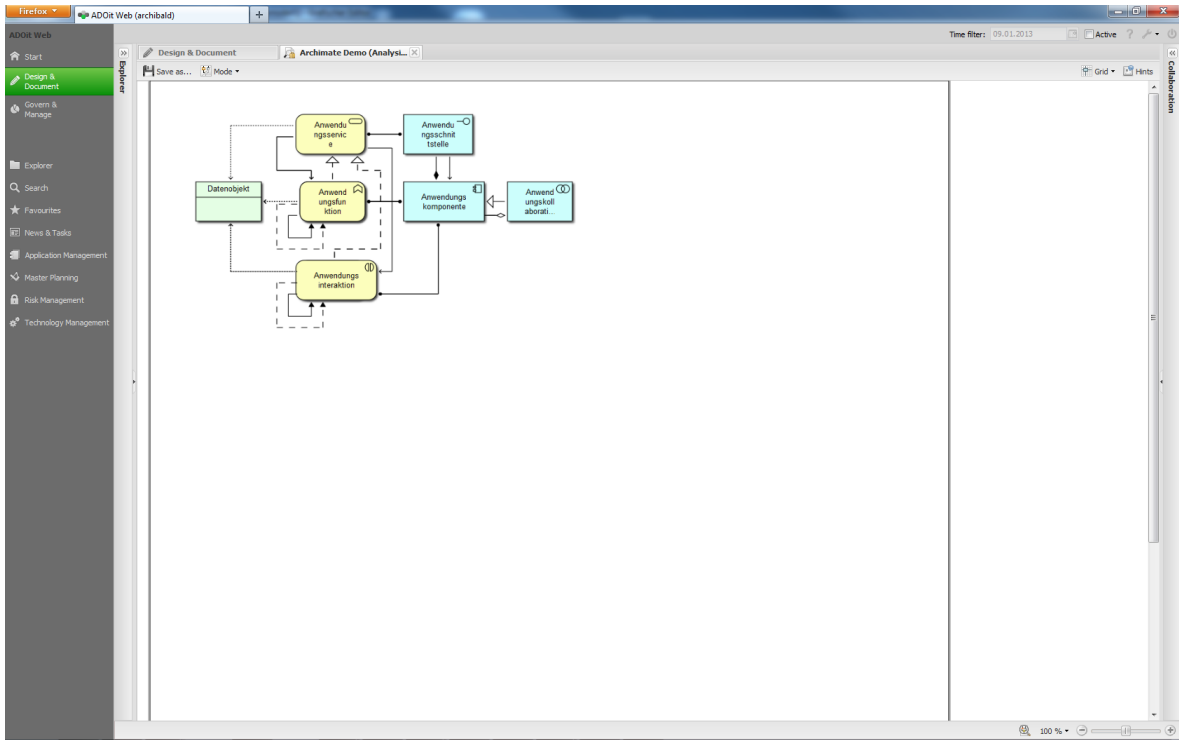 Firefox
ADOit Web (archibald)
+
ADOit Web
Time filter: 09.01.2013
Active
?
Start
Design & Document
Archimate Demo (Analysi...
Design &
Document
Save as...
Mode
Grid
Hints
Explorer
Collaboration
Govern &
Manage
Explorer
Search
Favourites
News & Tasks
Application Management
Master Planning
Risk Management
Technology Management
Anwendu
ngsservic
e
Anwendu
ngsschnit
tstelle
Datenobjekt
Anwend
ungsfun
ktion
Anwendungs
komponente
Anwend
ungskoll
aborati...
Anwendungs
interaktion
100 %